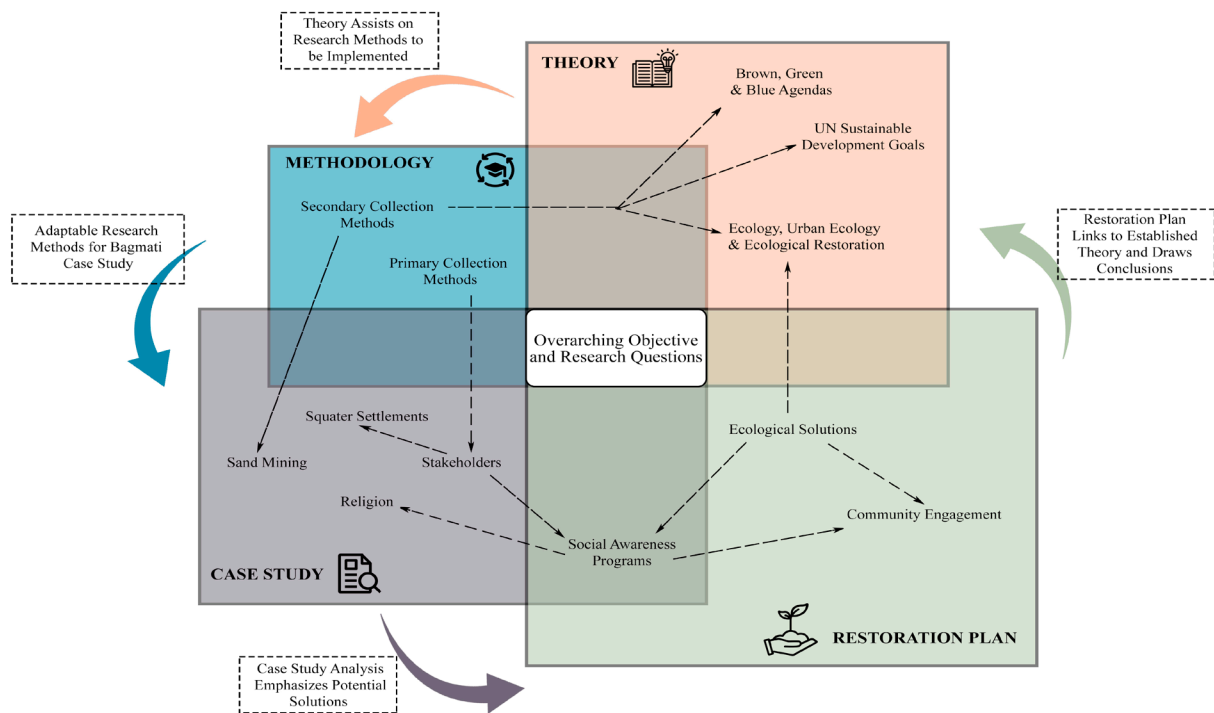 Theory Assists on
Research Methods to
be Implemented
THEORY
Brown, Green
& Blue Agendas
UN Sustainable
Development Goals
METHODOLOGY
Secondary Collection
Methods
Adaptable Research
Methods for Bagmati
Case Study
Ecology, Urban Ecology
& Ecological Restoration
Restoration Plan
Links to Established
Theory and Draws
Conclusions
Primary Collection
Methods
Overarching Objective
and Research Questions
Squater Settlements
Ecological Solutions
Sand Mining
Stakeholders
Religion
Community Engagement
Social Awareness
Programs
CASE STUDY
RESTORATION PLAN
Case Study Analysis
Emphasizes Potential
Solutions